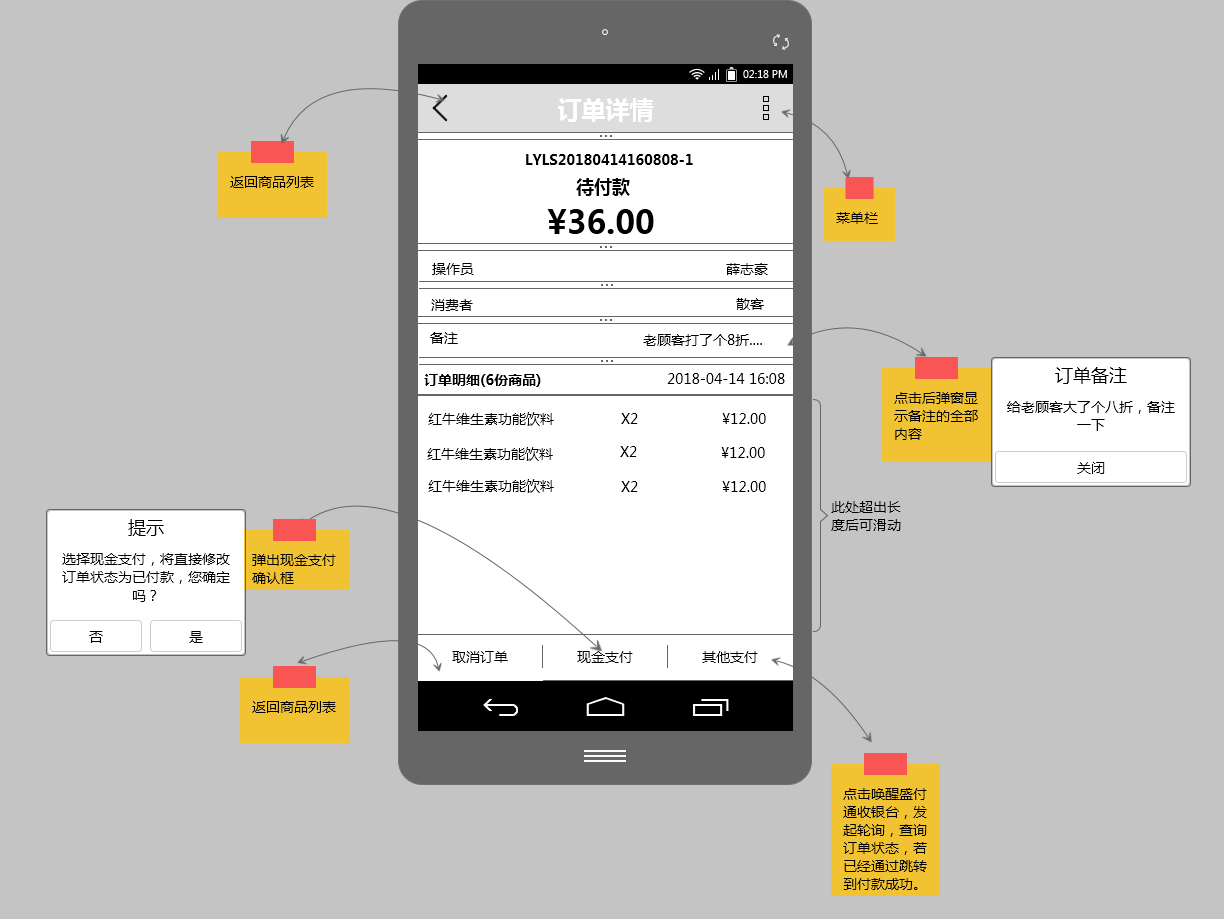 02:18 PM
订单详情
返回商品列表
菜单栏
LYLS20180414160808-1
待付款
¥36.00
操作员 薛志豪
消费者 散客
备注 老顾客打了个8折....
订单明细(6份商品) 2018-04-14 16:08
红牛维生素功能饮料 X2 ¥12.00
红牛维生素功能饮料 X2 ¥12.00
红牛维生素功能饮料 X2 ¥12.00
点击后弹窗显
示备注的全部
内容
订单备注
给老顾客大了个八折，备注
一下
关闭
此处超出长
度后可滑动
提示
选择现金支付，将直接修改
订单状态为已付款，您确定
吗？
否 是
弹出现金支付
确认框
取消订单 现金支付 其他支付
返回商品列表
点击唤醒盛付
通收银台，发
起轮询，查询
订单状态，若
已经通过跳转
到付款成功。